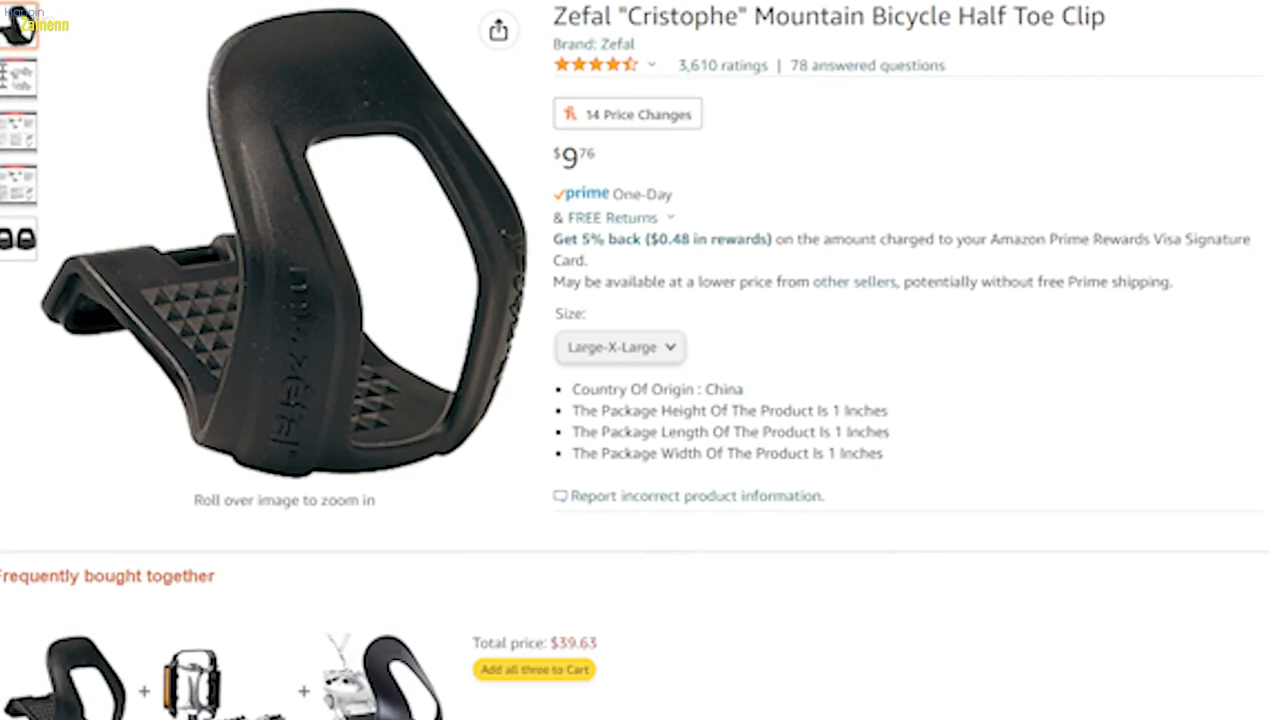 Zajnenn
Zefal "Cristophe" Mountain Bicycle Half Toe Clip
Brand: Zefal
3,610 ratings | 78 answered questions
14 Price Changes
$9 76
prime One-Day
& FREE Returns
Get 5% back ($0.48 in rewards) on the amount charged to your Amazon Prime Rewards Visa Signature
Card.
May be available at a lower price from other sellers, potentially without free Prime shipping.
Size:
Large-X-Large
• Country Of Origin : China
• The Package Height Of The Product Is 1 Inches
• The Package Length Of The Product Is 1 Inches
• The Package Width Of The Product Is 1 Inches
Report incorrect product information.
zéfal
Roll over image to zoom in
Frequently bought together
Total price: $39.63
+
+
Add all three to Cart